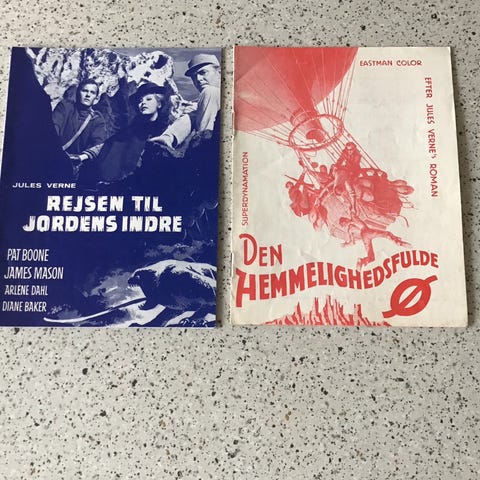 JULES VERNE
REJSEN TIL
JORDENS INDRE
PAT BOONE
JAMES MASON
ARLENE DAHL
DIANE BAKER
EASTMAN COLOR
EFTER JULES VERNE'S ROMAN
SUPERDYNAMATION
DEN
HEMMELIGHEDSFULDE
Ø